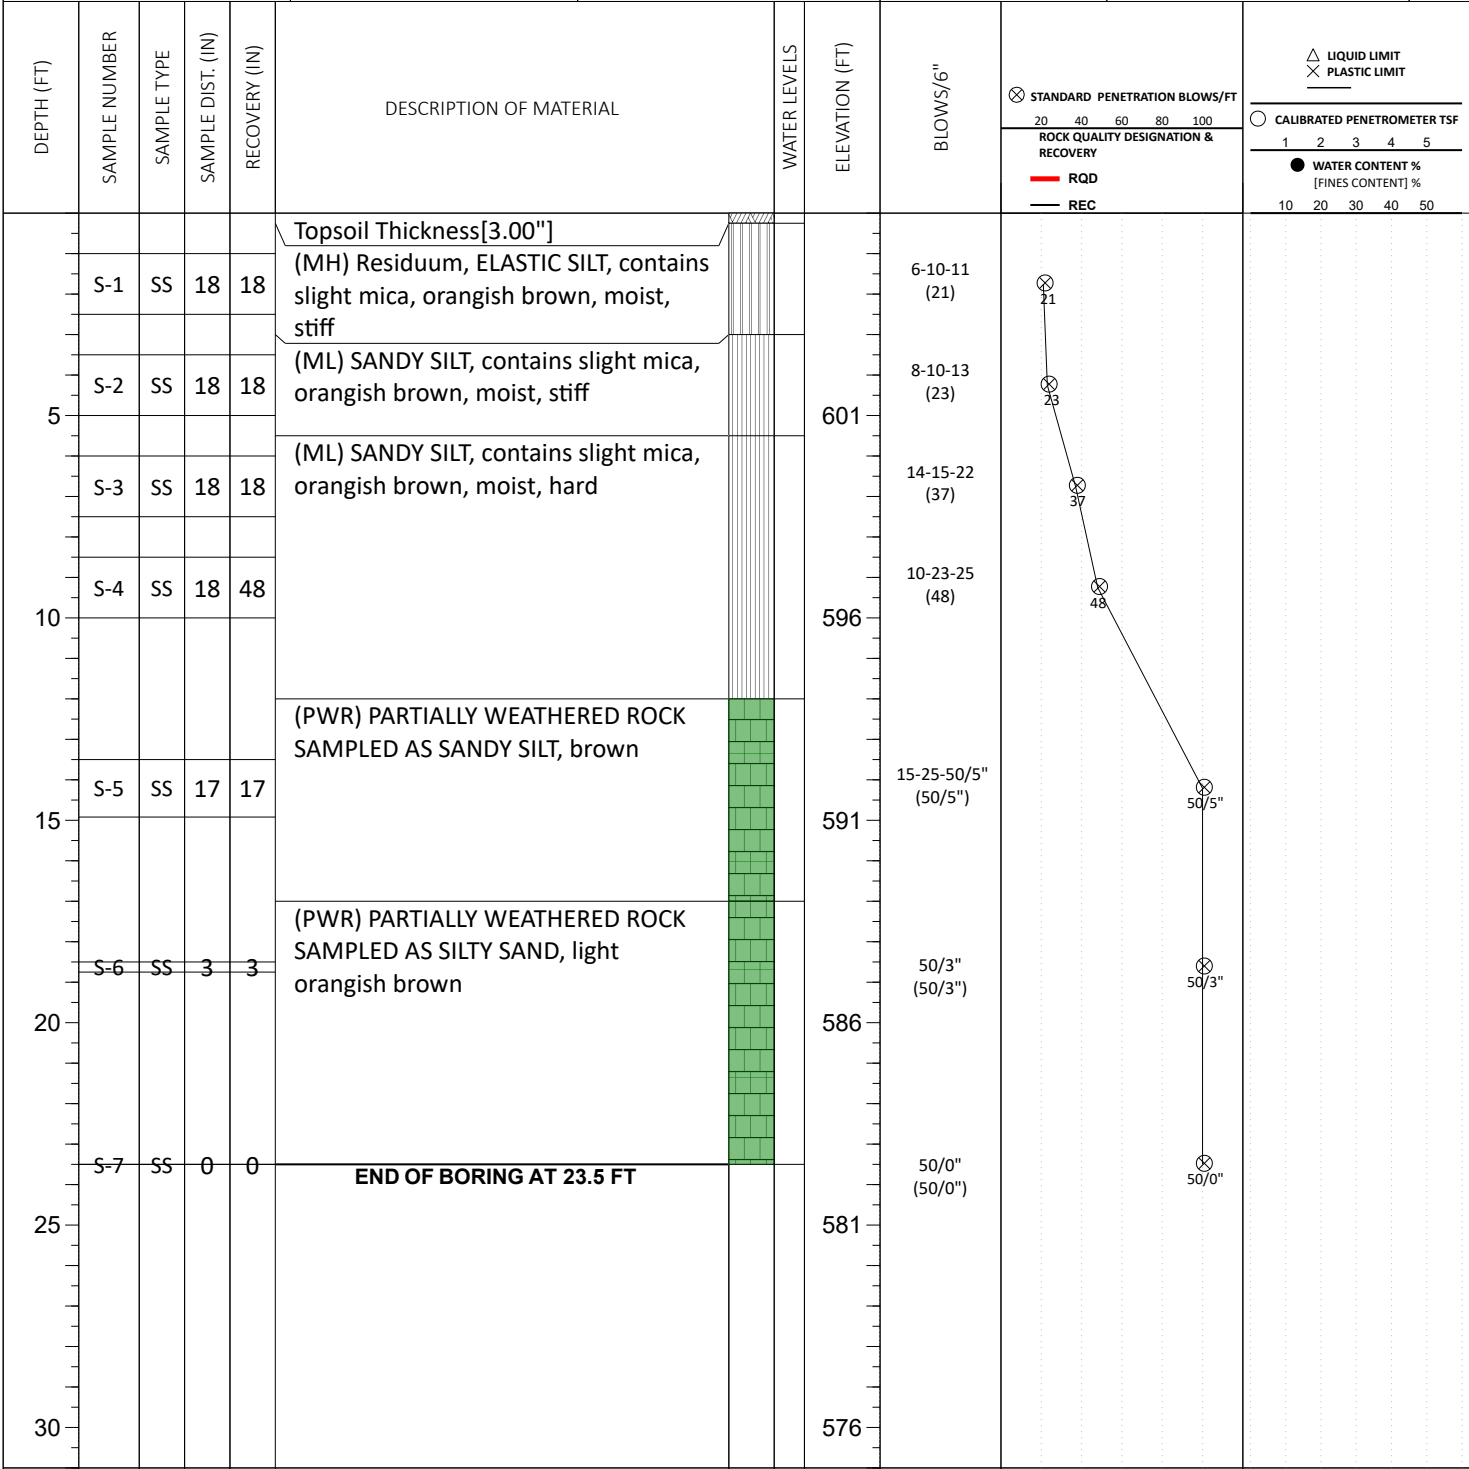 DEPTH (FT)
SAMPLE NUMBER
SAMPLE TYPE
SAMPLE DIST. (IN)
RECOVERY (IN)
DESCRIPTION OF MATERIAL
WATER LEVELS
ELEVATION (FT)
BLOWS/6"
STANDARD PENETRATION BLOWS/FT
20 40 60 80 100
ROCK QUALITY DESIGNATION &
RECOVERY
RQD
REC
LIQUID LIMIT
PLASTIC LIMIT
CALIBRATED PENETROMETER TSF
1 2 3 4 5
WATER CONTENT %
[FINES CONTENT] %
10 20 30 40 50
Topsoil Thickness[3.00"]
(MH) Residuum, ELASTIC SILT, contains
slight mica, orangish brown, moist,
stiff
S-1 SS 18 18
6-10-11
(21)
21
(ML) SANDY SILT, contains slight mica,
orangish brown, moist, stiff
S-2 SS 18 18
8-10-13
(23)
23
5
601
(ML) SANDY SILT, contains slight mica,
orangish brown, moist, hard
S-3 SS 18 18
14-15-22
(37)
37
S-4 SS 18 48
10-23-25
(48)
48
10
596
(PWR) PARTIALLY WEATHERED ROCK
SAMPLED AS SANDY SILT, brown
S-5 SS 17 17
15-25-50/5"
(50/5")
50/5"
15
591
(PWR) PARTIALLY WEATHERED ROCK
SAMPLED AS SILTY SAND, light
orangish brown
S-6 SS 3 3
50/3"
(50/3")
50/3"
20
586
S-7 SS 0 0
END OF BORING AT 23.5 FT
50/0"
(50/0")
50/0"
25
581
30
576